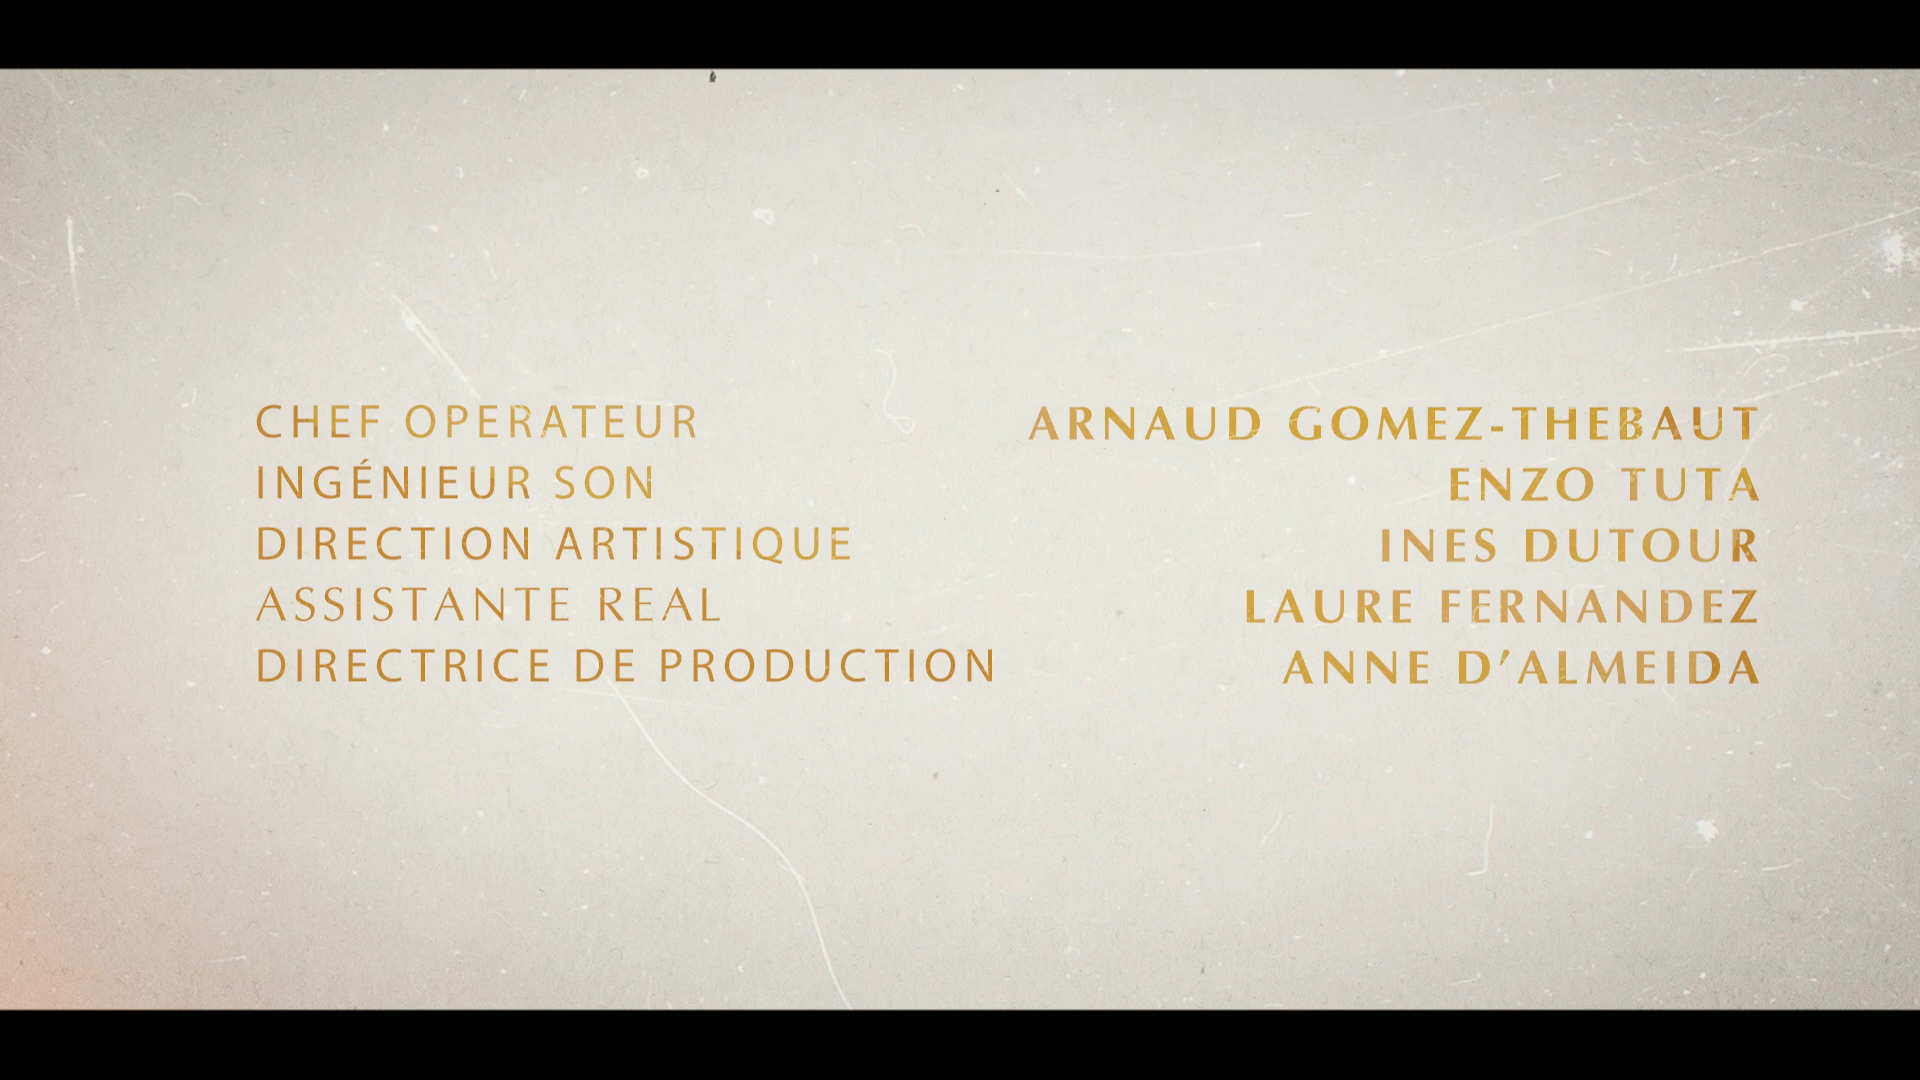 CHEF OPERATEUR ARNAUD GOMEZ-THEBAUT
INGÉNIEUR SON ENZO TUTA
DIRECTION ARTISTIQUE INES DUTOUR
ASSISTANTE REAL LAURE FERNANDEZ
DIRECTRICE DE PRODUCTION ANNE D'ALMEIDA